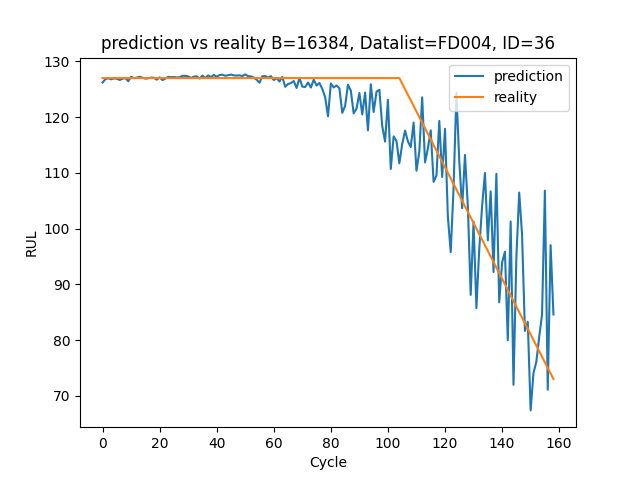 prediction vs reality B=16384, Datalist=FD004, ID=36
130
120
110
100
90
80
70
RUL
prediction
reality
0 20 40 60 80 100 120 140 160
Cycle